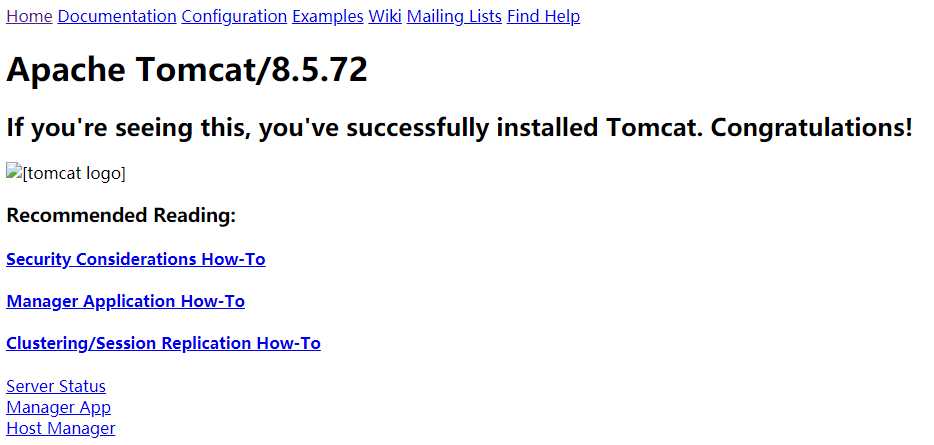 Home Documentation Configuration Examples Wiki Mailing Lists Find Help
Apache Tomcat/8.5.72
If you're seeing this, you've successfully installed Tomcat. Congratulations!
[tomcat logo]
Recommended Reading:
Security Considerations How-To
Manager Application How-To
Clustering/Session Replication How-To
Server Status
Manager App
Host Manager